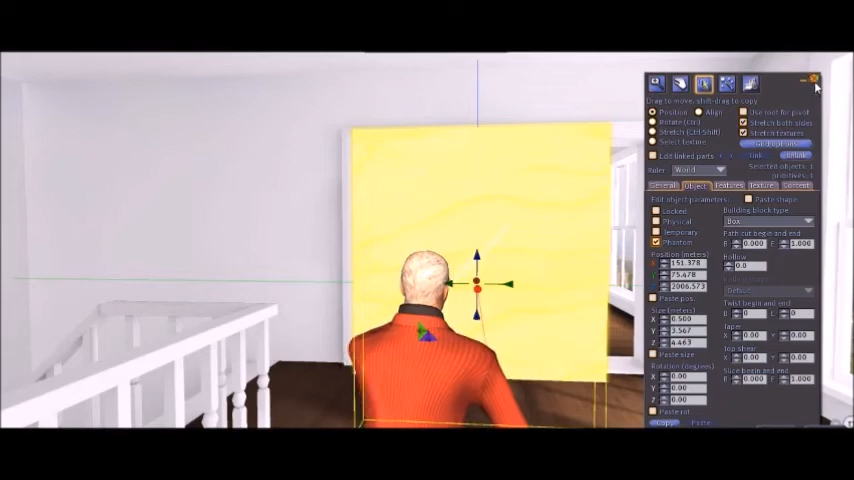 Drag to move, shift-drag to copy
Position Align Use root for pivot
Rotate (Ctrl) Stretch both sides
Stretch (Ctrl-Shift) Stretch textures
Select texture Grid options
Edit linked parts Link Unlink
Selected objects: 1
Ruler: World primitives: 1
General Object Features Texture Content
Edit object parameters: Paste shape
Locked Building block type
Physical Box
Temporary Path cut begin and end
Phantom B 0.000 E 1.000
Position (meters) Hollow
X 151.378 0.0
Y 75.478
Z 2006.573 Default
Paste pos. Twist begin and end
Size (meters) B 0 E 0
X 0.500 Taper
Y 3.567 X 0.00 Y 0.00
Z 4.463 Top shear
Paste size X 0.00 Y 0.00
Rotation (degrees) Slice begin and end
X 0.00 B 0.000 E 1.000
Y 0.00
Z 0.00
Paste rot
Copy Paste